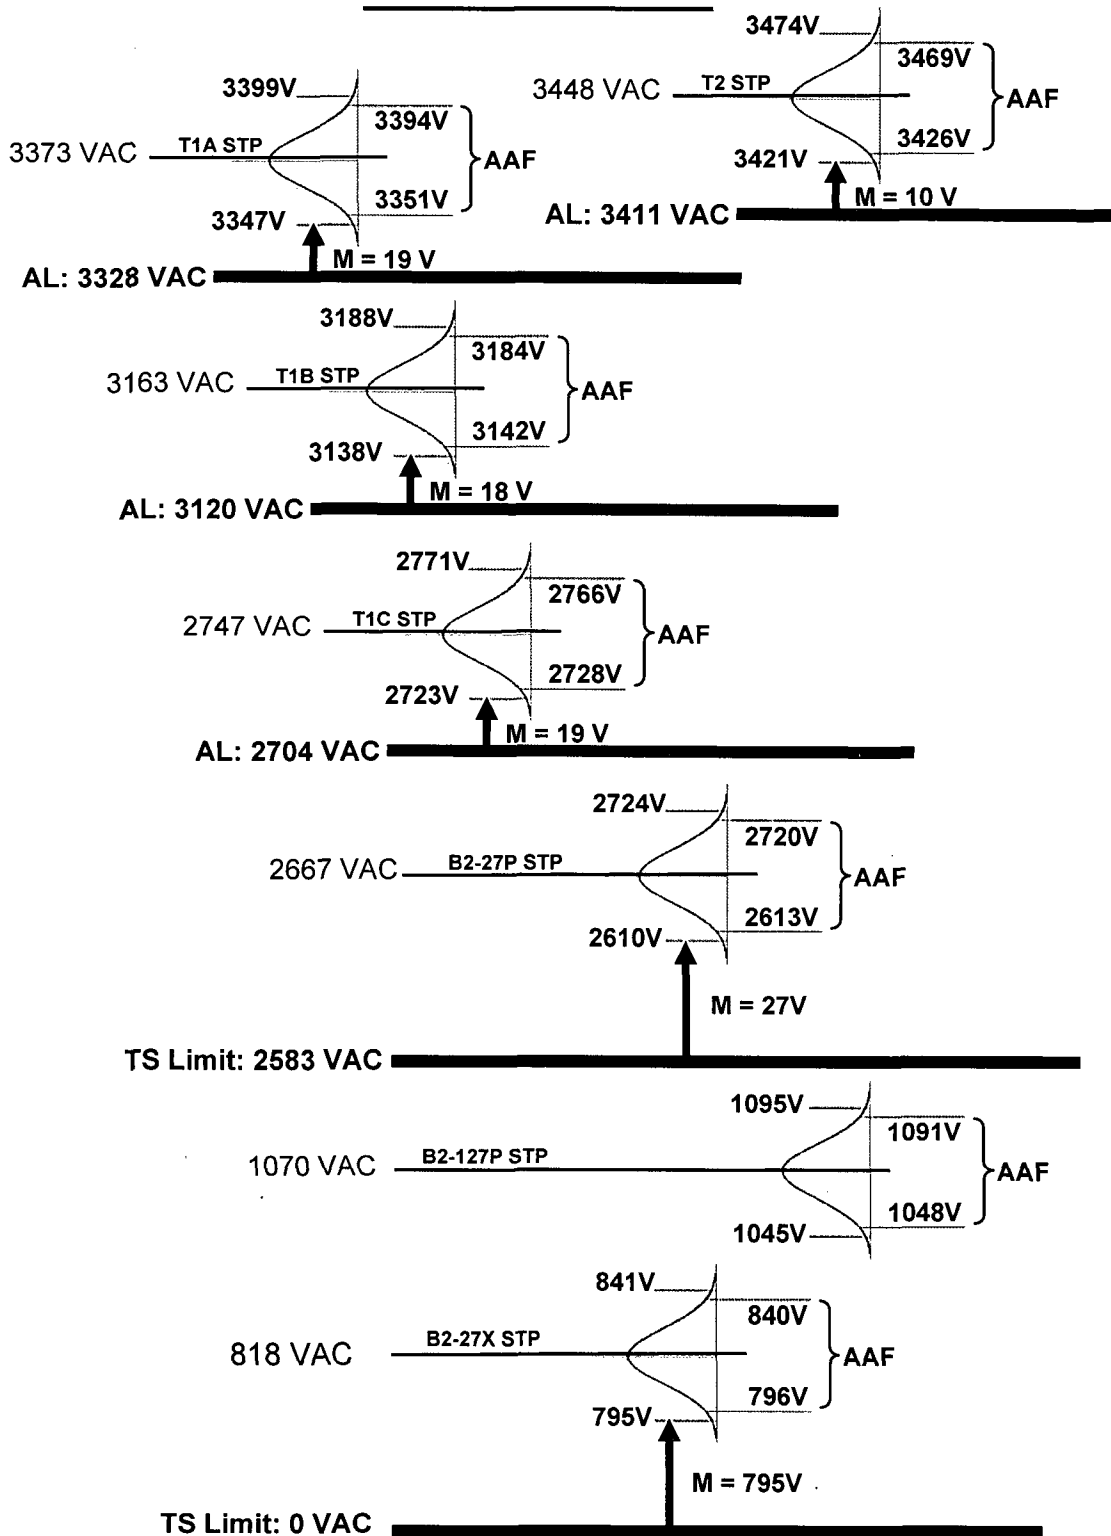 3474V
3469V
3448 VAC
T2 STP
AAF
3426V
3421V
M = 10 V
AL: 3411 VAC
3399V
3394V
3373 VAC
T1A STP
AAF
3351V
3347V
M = 19 V
AL: 3328 VAC
3188V
3184V
3163 VAC
T1B STP
AAF
3142V
3138V
M = 18 V
AL: 3120 VAC
2771V
2766V
2747 VAC
T1C STP
AAF
2728V
2723V
M = 19 V
AL: 2704 VAC
2724V
2720V
2667 VAC
B2-27P STP
AAF
2613V
2610V
M = 27V
TS Limit: 2583 VAC
1095V
1091V
1070 VAC
B2-127P STP
AAF
1048V
1045V
841V
840V
818 VAC
B2-27X STP
AAF
796V
795V
M = 795V
TS Limit: 0 VAC